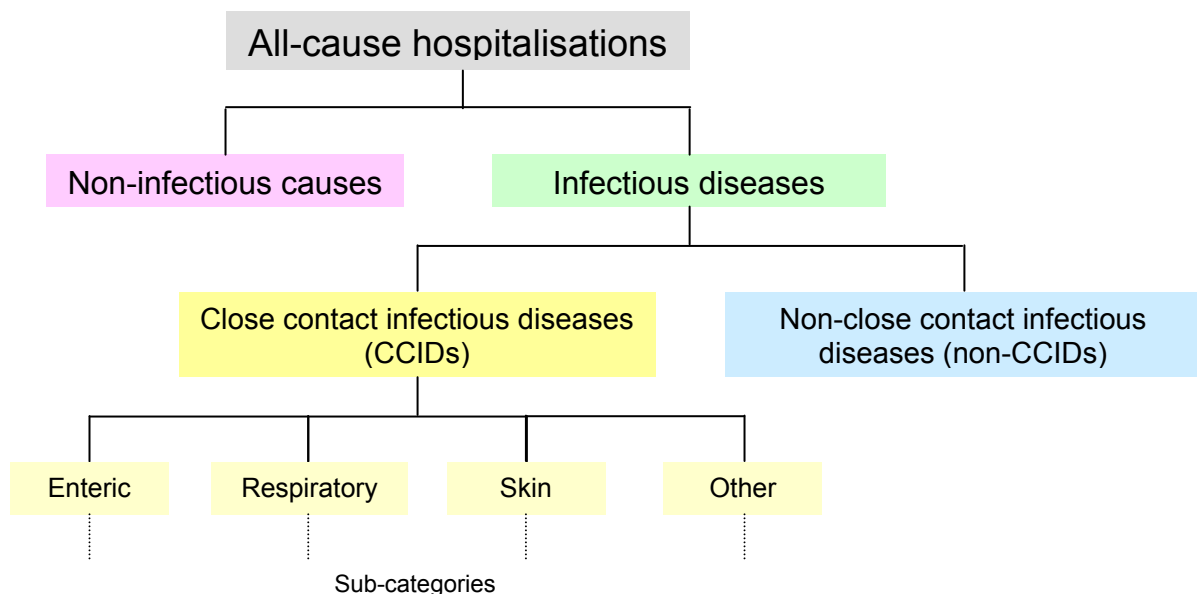 All-cause hospitalisations
Non-infectious causes
Infectious diseases
Close contact infectious diseases
(CCIDs)
Non-close contact infectious
diseases (non-CCIDs)
Enteric
Respiratory
Skin
Other
Sub-categories